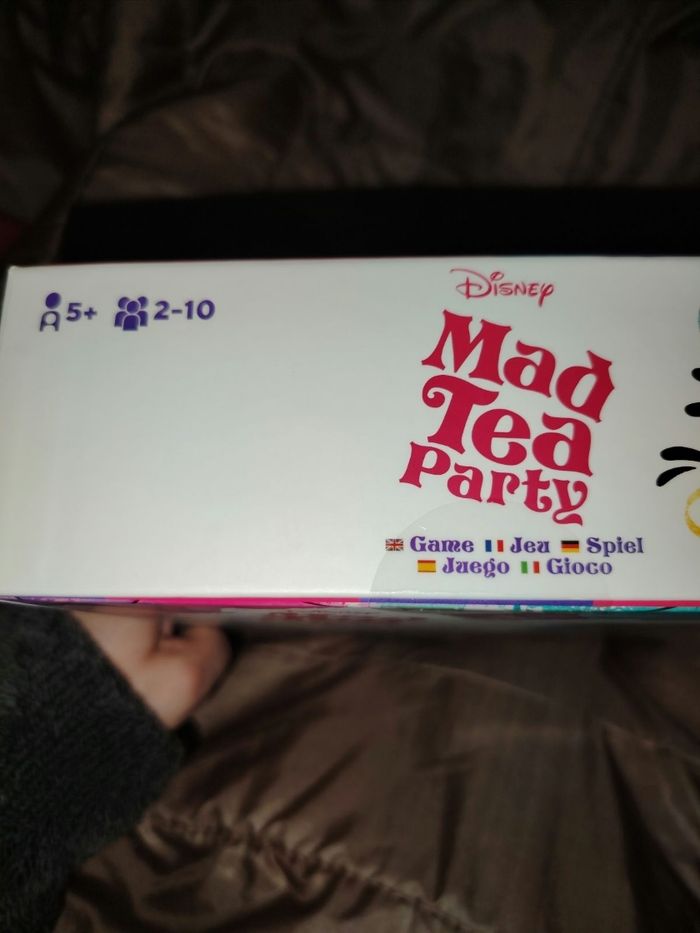 5+ 2-10
Disney
Mad
Tea
Party
Game Jeu Spiel
Juego Gioco